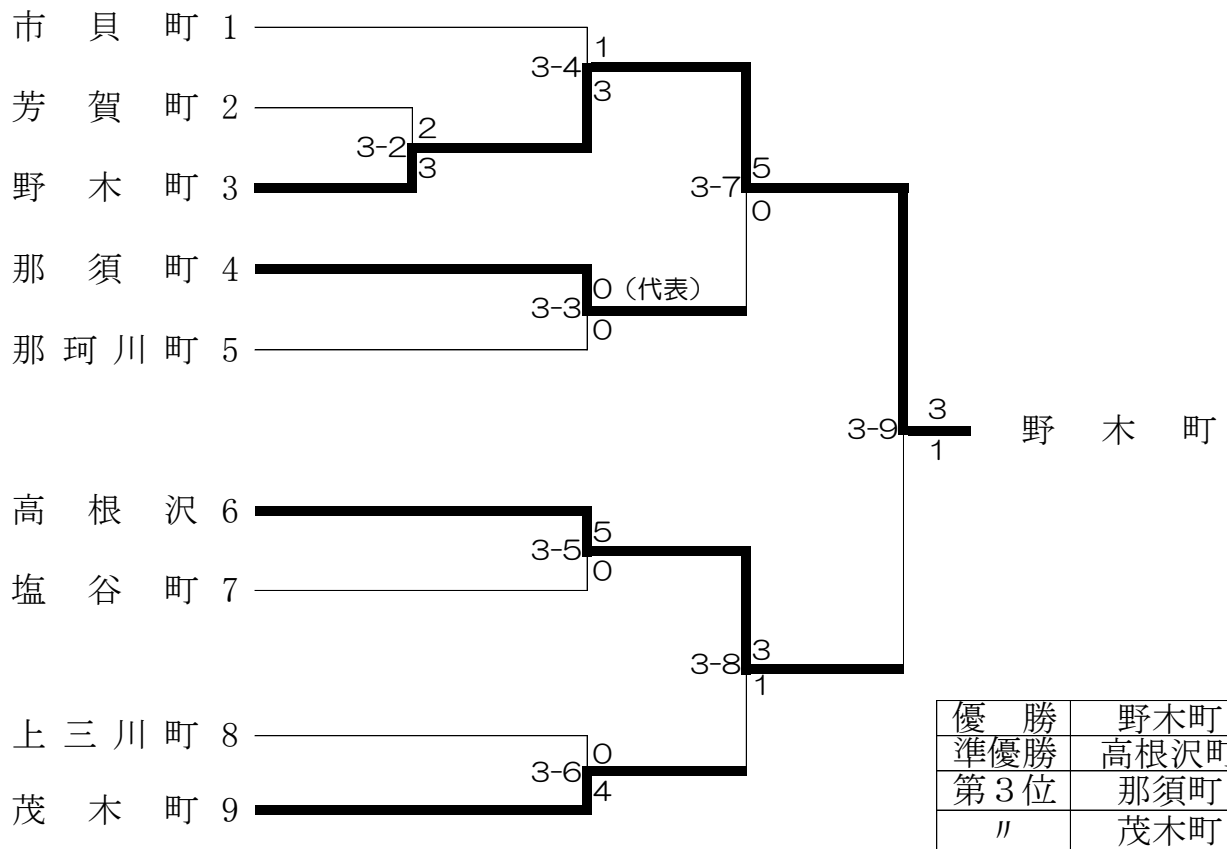 市貝町 1
1
3-4
3
芳賀町 2
2
3-2
3
野木町 3
5
3-7
0
那須町 4
0（代表）
3-3
0
那珂川町 5
3
3-9
1
野木町
高根沢 6
5
3-5
0
塩谷町 7
3
3-8
1
上三川町 8
0
3-6
4
茂木町 9
優勝 野木町
準優勝 高根沢町
第３位 那須町
〃 茂木町